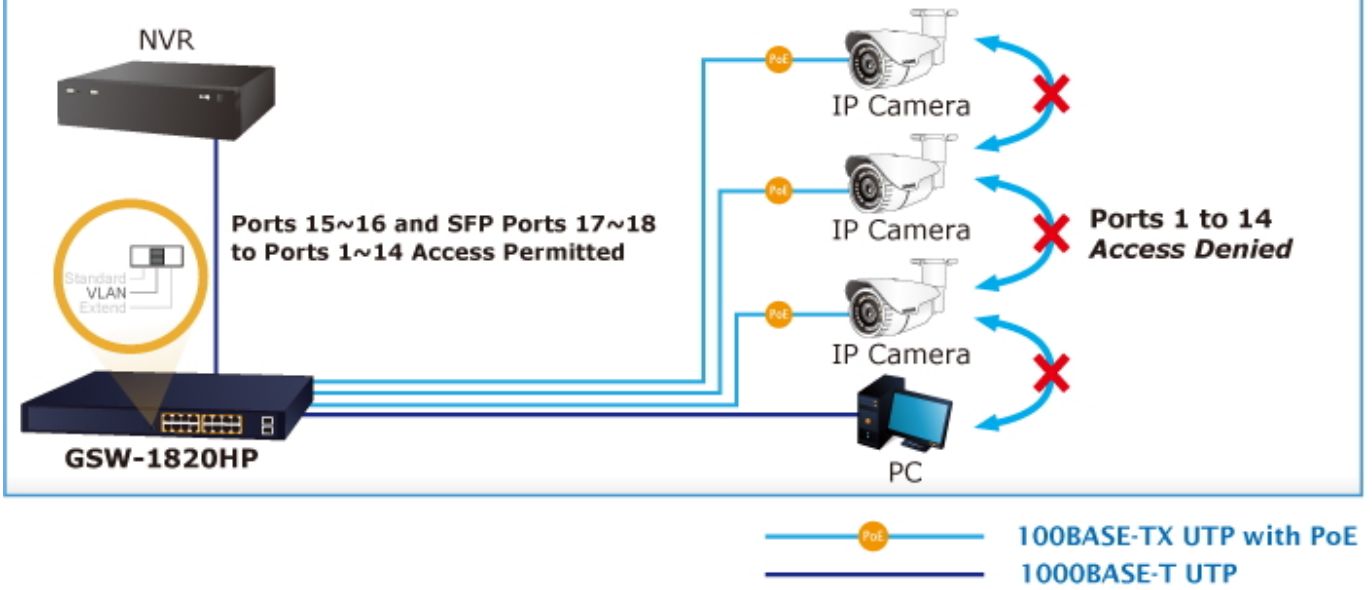 NVR
PoE
IP Camera
Ports 15~16 and SFP Ports 17~18
to Ports 1~14 Access Permitted
PoE
IP Camera
Ports 1 to 14
Access Denied
Standard
VLAN
Extend
PoE
IP Camera
GSW-1820HP
PC
PoE
100BASE-TX UTP with PoE
1000BASE-T UTP